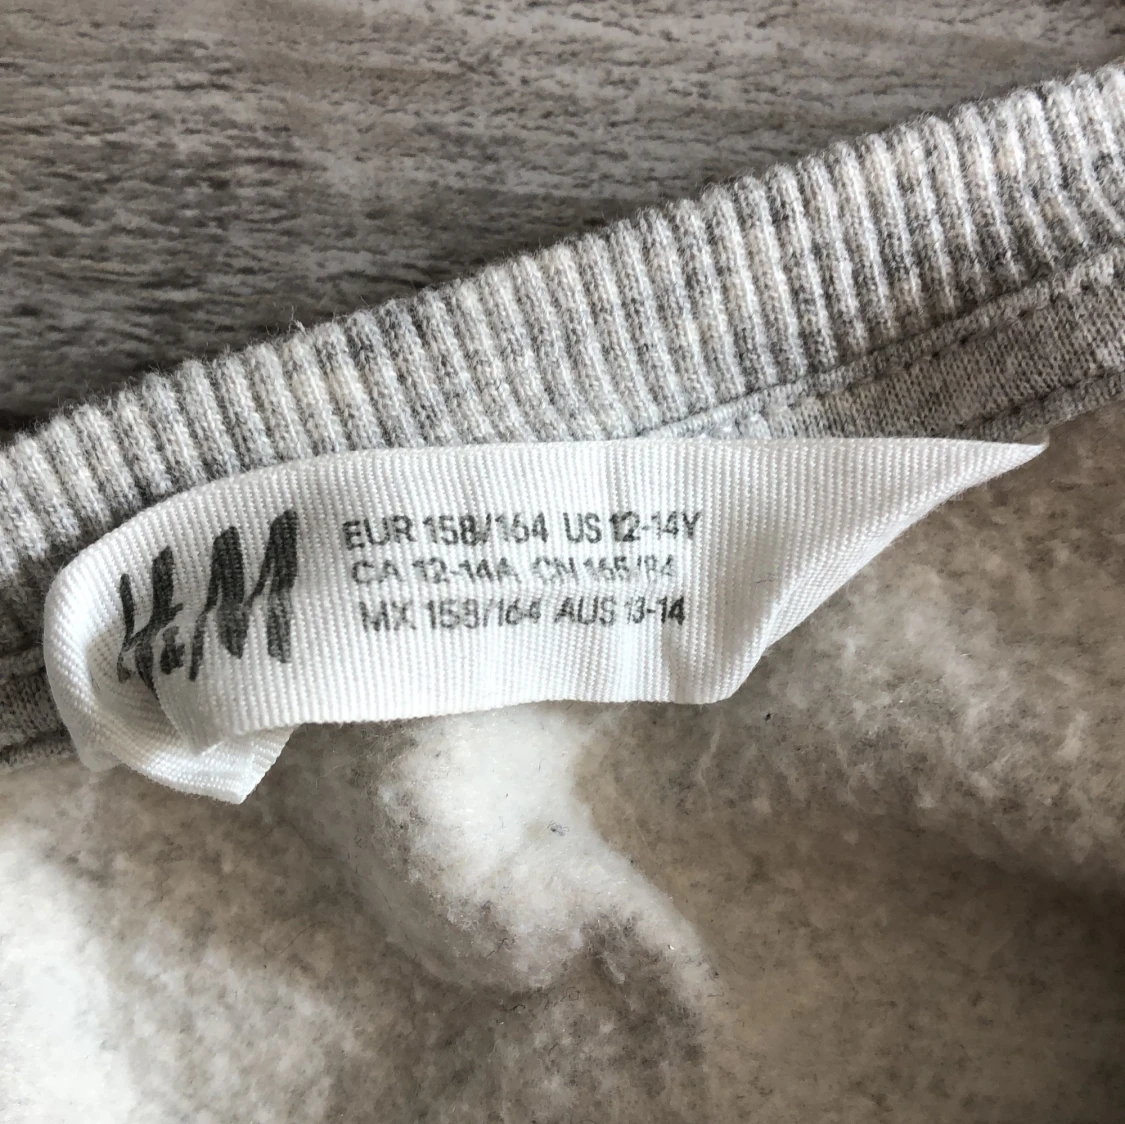 H&M
EUR 158/164 US 12-14Y
CA 12-14A CN 165/84
MX 158/164 AUS 13-14